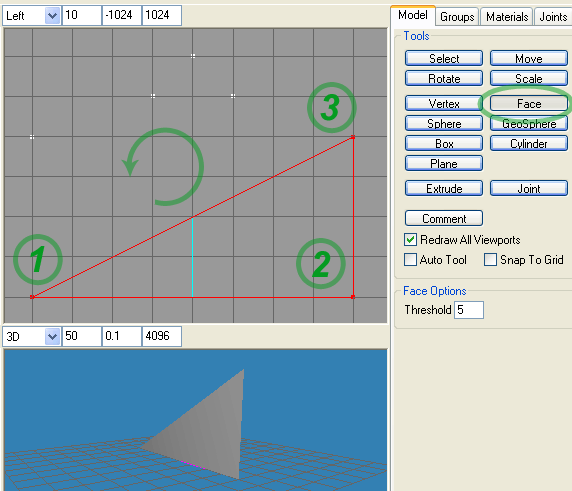 Left 10 -1024 1024
Model Groups Materials Joints
Tools
Select Move
Rotate Scale
Vertex Face
Sphere GeoSphere
Box Cylinder
Plane
Extrude Joint
Comment
Redraw All Viewports
Auto Tool Snap To Grid
Face Options
Threshold 5
3
1
2
3D 50 0.1 4096